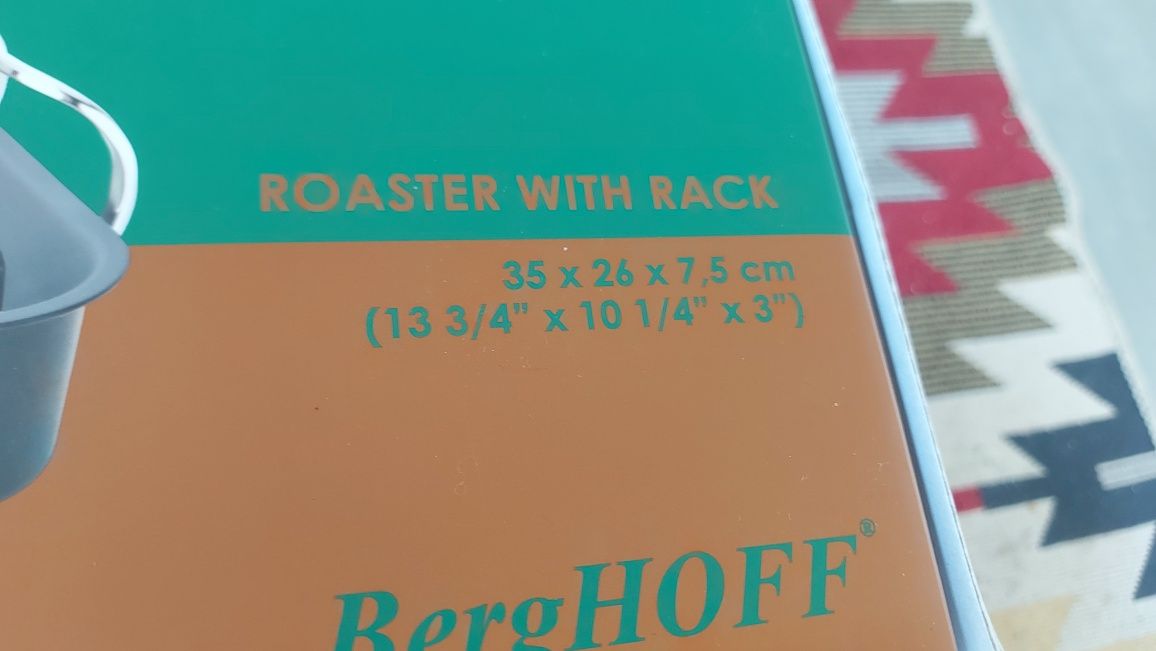 ROASTER WITH RACK
35 x 26 x 7,5 cm
(13 3/4" x 10 1/4" x 3")
BergHOFF®